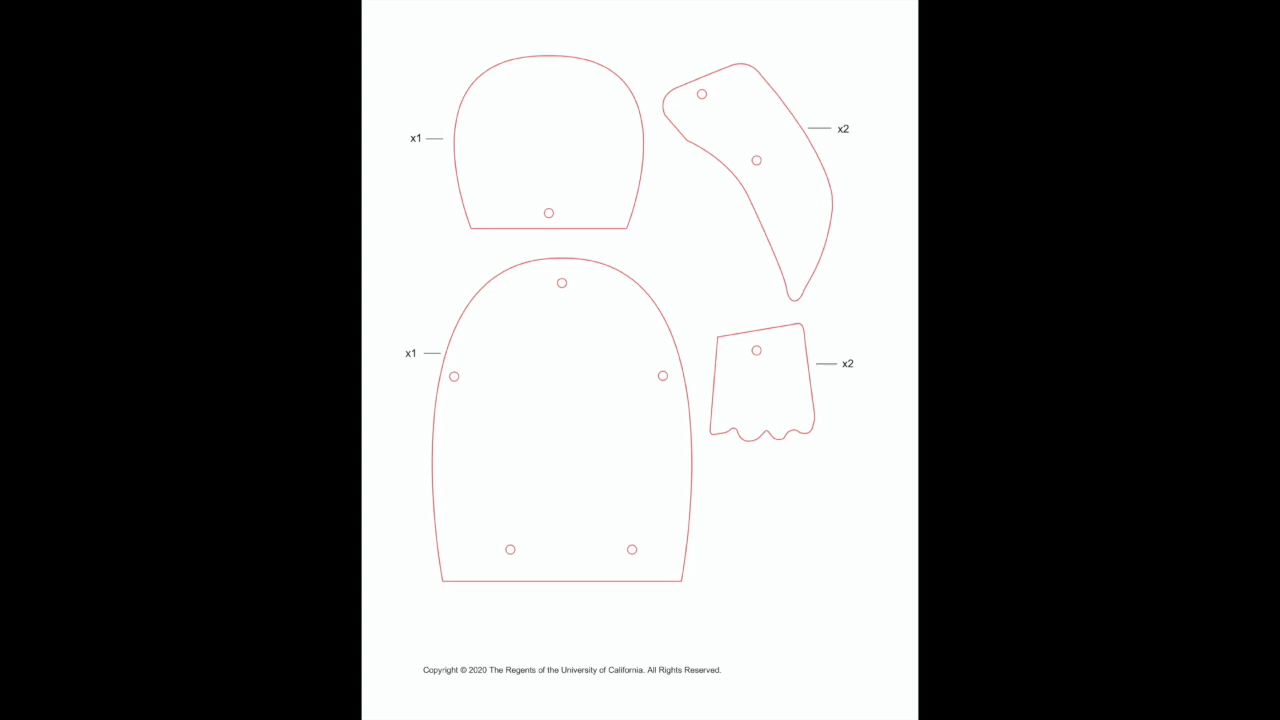 x1
x2
x1
x2
Copyright © 2020 The Regents of the University of California. All Rights Reserved.